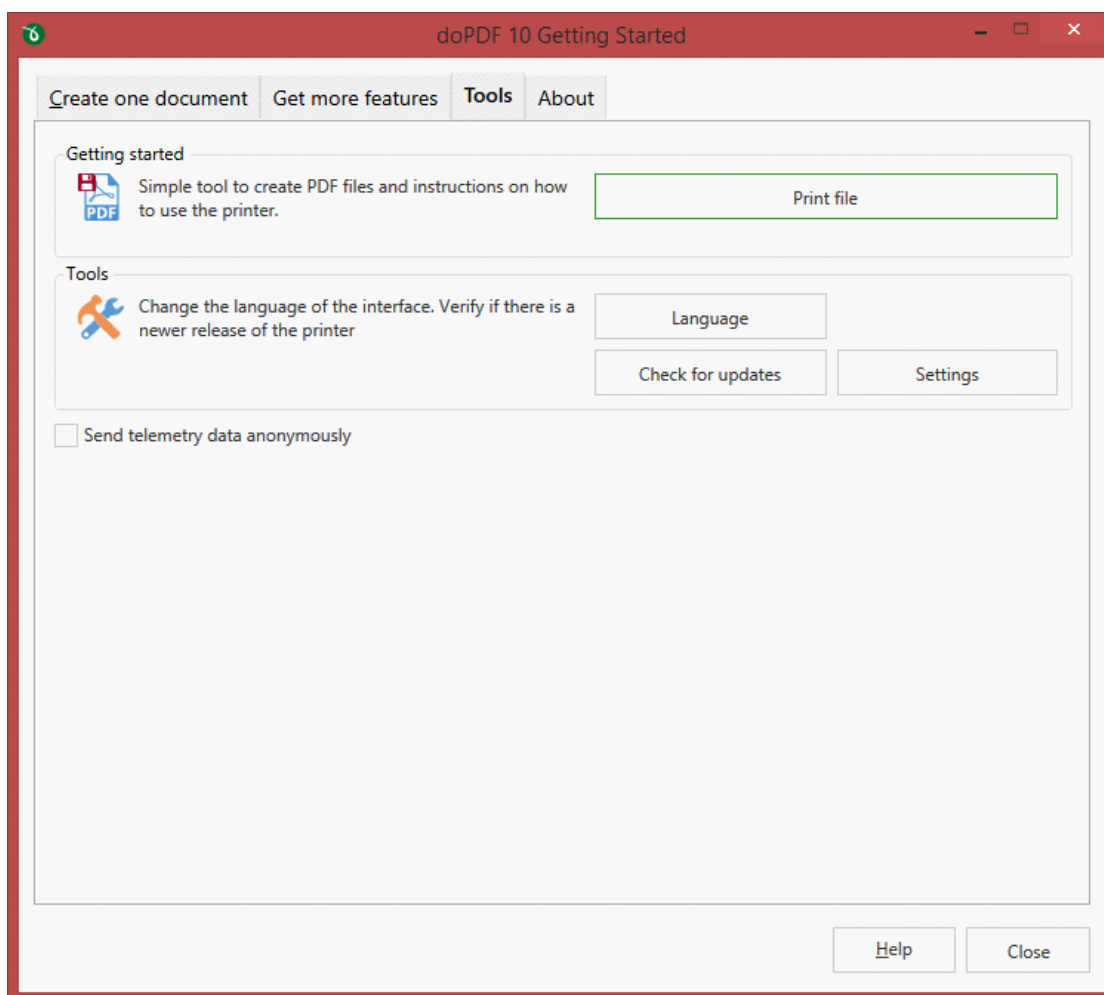 doPDF 10 Getting Started
Create one document
Get more features
Tools
About
Getting started
PDF
Simple tool to create PDF files and instructions on how
to use the printer.
Print file
Tools
Change the language of the interface. Verify if there is a
newer release of the printer
Language
Check for updates
Settings
Send telemetry data anonymously
Help
Close